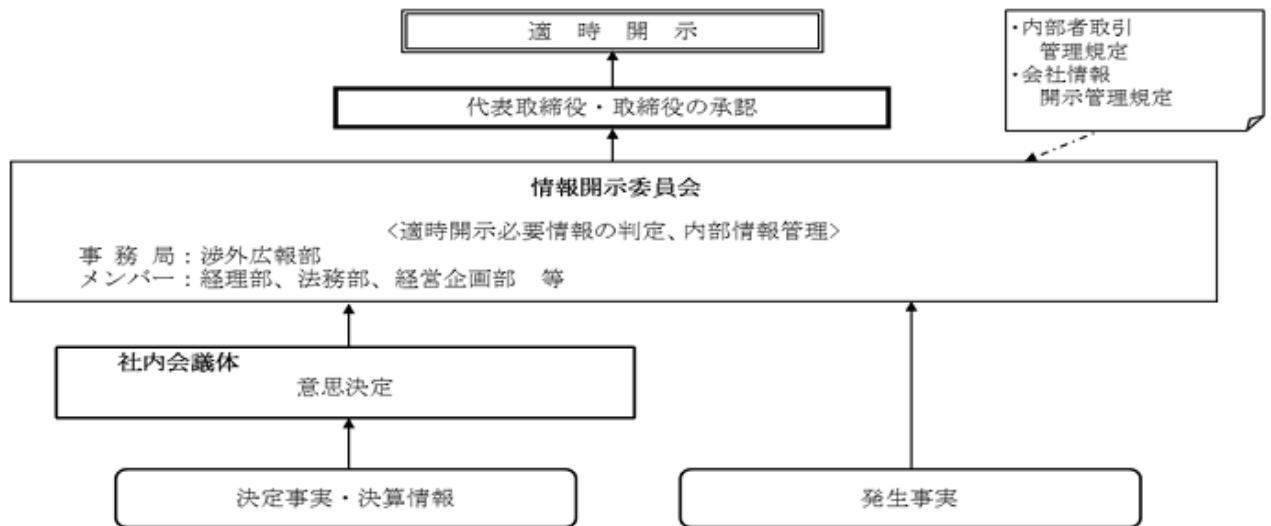 適 時 開 示
・内部者取引
管理規定
・会社情報
開示管理規定
代表取締役・取締役の承認
情報開示委員会
<適時開示必要情報の判定、内部情報管理>
事 務 局：渉外広報部
メンバー：経理部、法務部、経営企画部 等
社内会議体
意思決定
決定事実・決算情報
発生事実